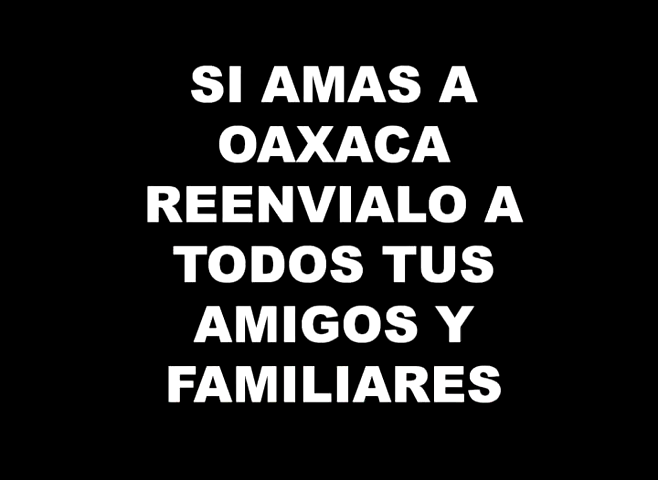 SI AMAS A
OAXACA
REENVIALO A
TODOS TUS
AMIGOS Y
FAMILIARES